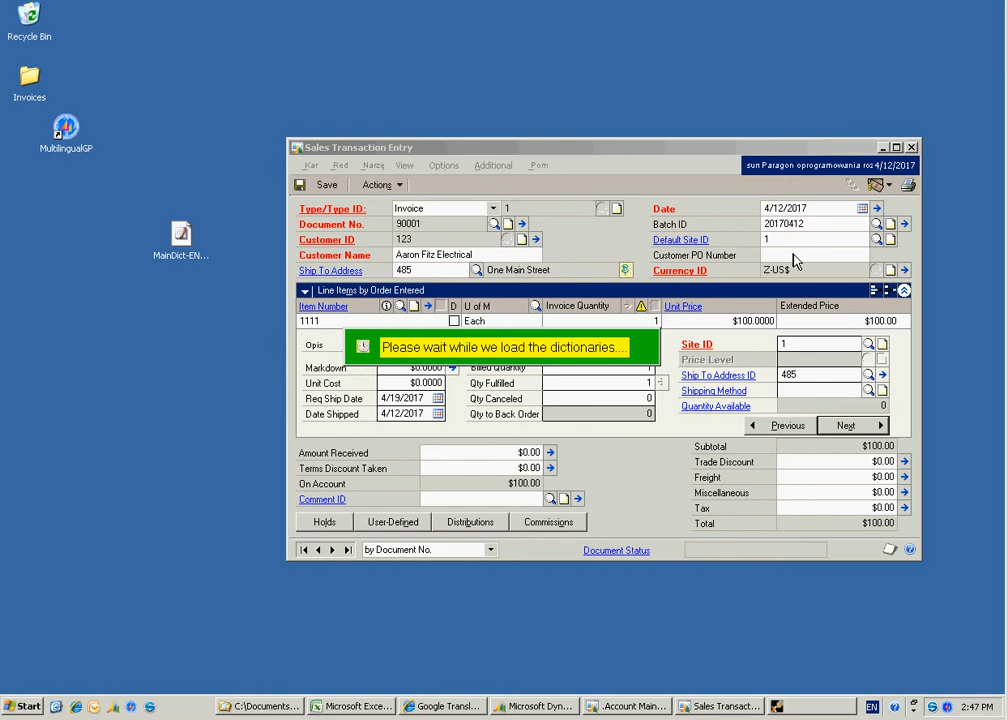 Recycle Bin
Invoices
MultilingualGP
MainDict-EN...
Sales Transaction Entry
Kar Red Narzę View Options Additional Pom
sun Paragon oprogramowania roz 4/12/2017
Save Actions
Type/Type ID: Invoice 1
Document No. 90001
Customer ID 123
Customer Name Aaron Fitz Electrical
Ship To Address 485 One Main Street
Date 4/12/2017
Batch ID 20170412
Default Site ID 1
Customer PO Number
Currency ID Z-US$
Line Items by Order Entered
Item Number D U of M Invoice Quantity Unit Price Extended Price
1111 Each 1 $100.0000 $100.00
Please wait while we load the dictionaries....
Opis
Markdown $0.0000
Unit Cost $0.0000
Req Ship Date 4/19/2017
Date Shipped 4/12/2017
Billed Quantity 1
Qty Fulfilled 1
Qty Canceled 0
Qty to Back Order 0
Site ID 1
Price Level
Ship To Address ID 485
Shipping Method
Quantity Available 0
Previous Next
Amount Received $0.00
Terms Discount Taken $0.00
On Account $100.00
Comment ID
Subtotal $100.00
Trade Discount $0.00
Freight $0.00
Miscellaneous $0.00
Tax $0.00
Total $100.00
Holds User-Defined Distributions Commissions
by Document No. Document Status
Start C:\Documents... Microsoft Exce... Google Transl... Microsoft Dyn... .Account Main... Sales Transact... EN 2:47 PM